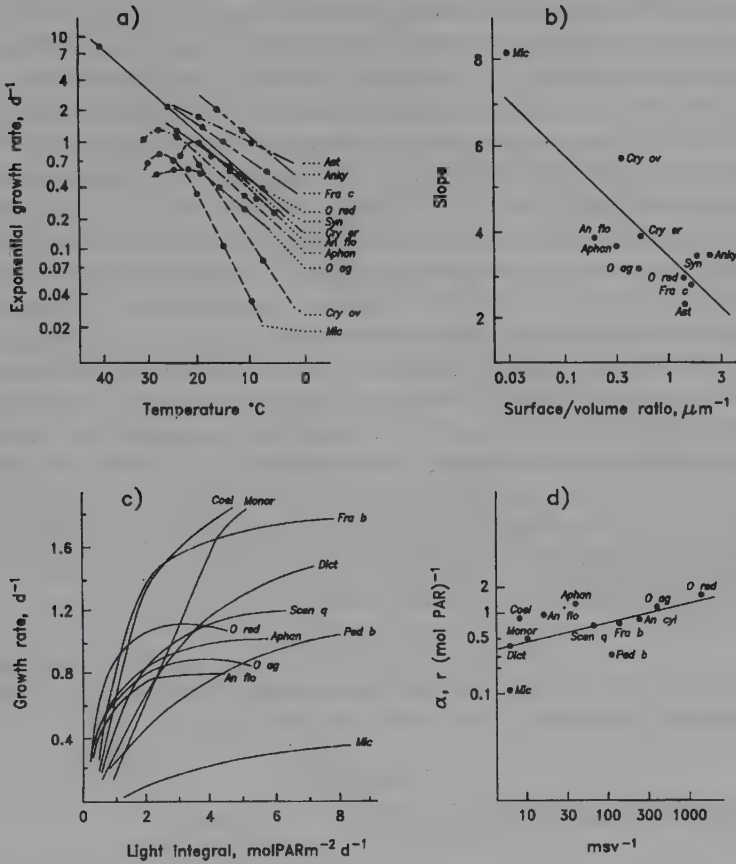 a)
10
7
4
2
1
0.7
0.4
0.2
0.1
0.07
0.04
0.02
Exponential growth rate, d⁻¹
40
30
20
10
0
Temperature °C
Ast
Anky
Fra c
O red
Syn
Cry er
An flo
Aphan
O ag
Cry ov
Mic
b)
8
6
4
2
Slope
0.03
0.1
0.3
1
3
Surface/volume ratio, μm⁻¹
Mic
Cry ov
An flo
Cry er
Aphan
Syn
Anky
O ag
O red
Fra c
Ast
c)
1.6
1.2
0.8
0.4
Growth rate, d⁻¹
0
2
4
6
8
Light integral, molPARm⁻² d⁻¹
Coel
Monor
Fra b
Dict
Scen q
O red
Aphan
Ped b
O ag
An flo
Mic
d)
2
1
0.5
0.1
α, r (mol PAR)⁻¹
10
30
100
300
1000
msv⁻¹
O red
Aphan
O ag
Coel
An flo
An cyl
Monor
Scen q
Fra b
Dict
Ped b
Mic